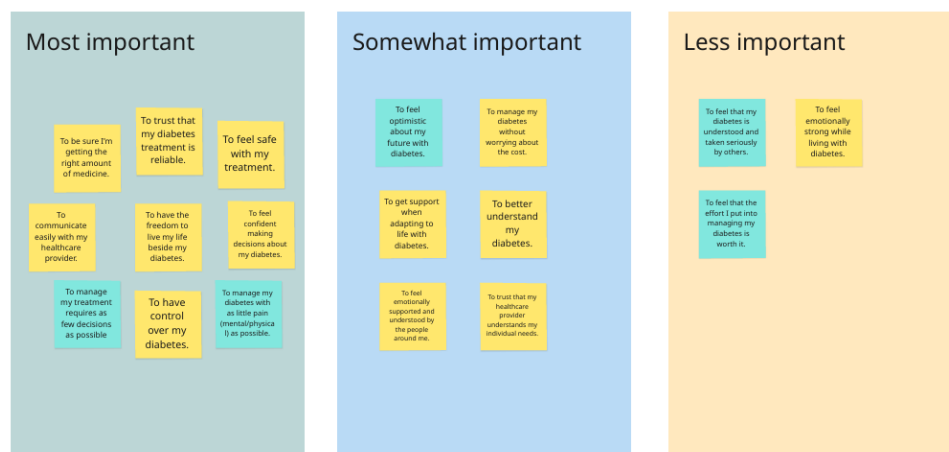 Most important
To be sure I'm
getting the
right amount
of medicine.
To trust that
my diabetes
treatment is
reliable.
To feel safe
with my
treatment.
To
communicate
easily with my
healthcare
provider.
To have the
freedom to
live my life
beside my
diabetes.
To feel
confident
making
decisions about
my diabetes.
To manage
my treatment
requires as
few decisions
as possible
To have
control
over my
diabetes.
To manage my
diabetes with
as little pain
(mental/physica
l) as possible.
Somewhat important
To feel
optimistic
about my
future with
diabetes.
To manage my
diabetes
without
worrying about
the cost.
To get support
when
adapting to
life with
diabetes.
To better
understand
my
diabetes.
To feel
emotionally
supported and
understood by
the people
around me.
To trust that my
healthcare
provider
understands my
individual needs.
Less important
To feel that my
diabetes is
understood and
taken seriously
by others.
To feel
emotionally
strong while
living with
diabetes.
To feel that the
effort I put into
managing my
diabetes is
worth it.